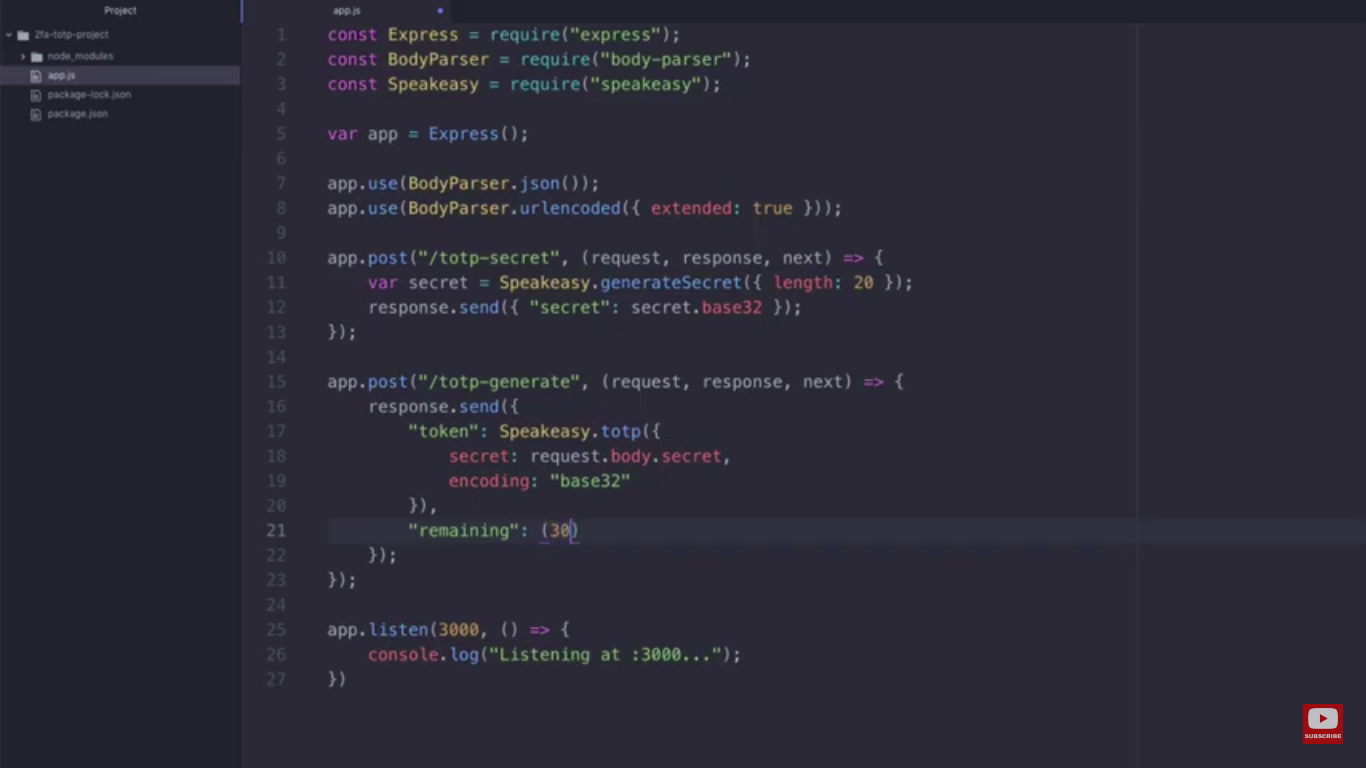 Project
app.js
2fa-totp-project
node_modules
app.js
package-lock.json
package.json
1 const Express = require("express");
2 const BodyParser = require("body-parser");
3 const Speakeasy = require("speakeasy");
4
5 var app = Express();
6
7 app.use(BodyParser.json());
8 app.use(BodyParser.urlencoded({ extended: true }));
9
10 app.post("/totp-secret", (request, response, next) => {
11     var secret = Speakeasy.generateSecret({ length: 20 });
12     response.send({ "secret": secret.base32 });
13 });
14
15 app.post("/totp-generate", (request, response, next) => {
16     response.send({
17         "token": Speakeasy.totp({
18             secret: request.body.secret,
19             encoding: "base32"
20         }),
21         "remaining": (30)
22     });
23 });
24
25 app.listen(3000, () => {
26     console.log("Listening at :3000...");
27 })
SUBSCRIBE